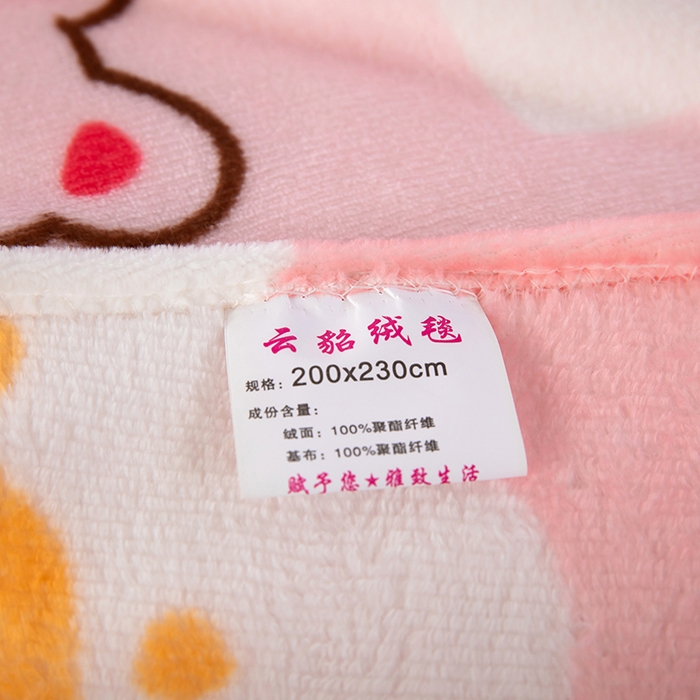 云貂绒毯
规格：200x230cm
成份含量：
绒面：100%聚酯纤维
基布：100%聚酯纤维
赋予您★雅致生活